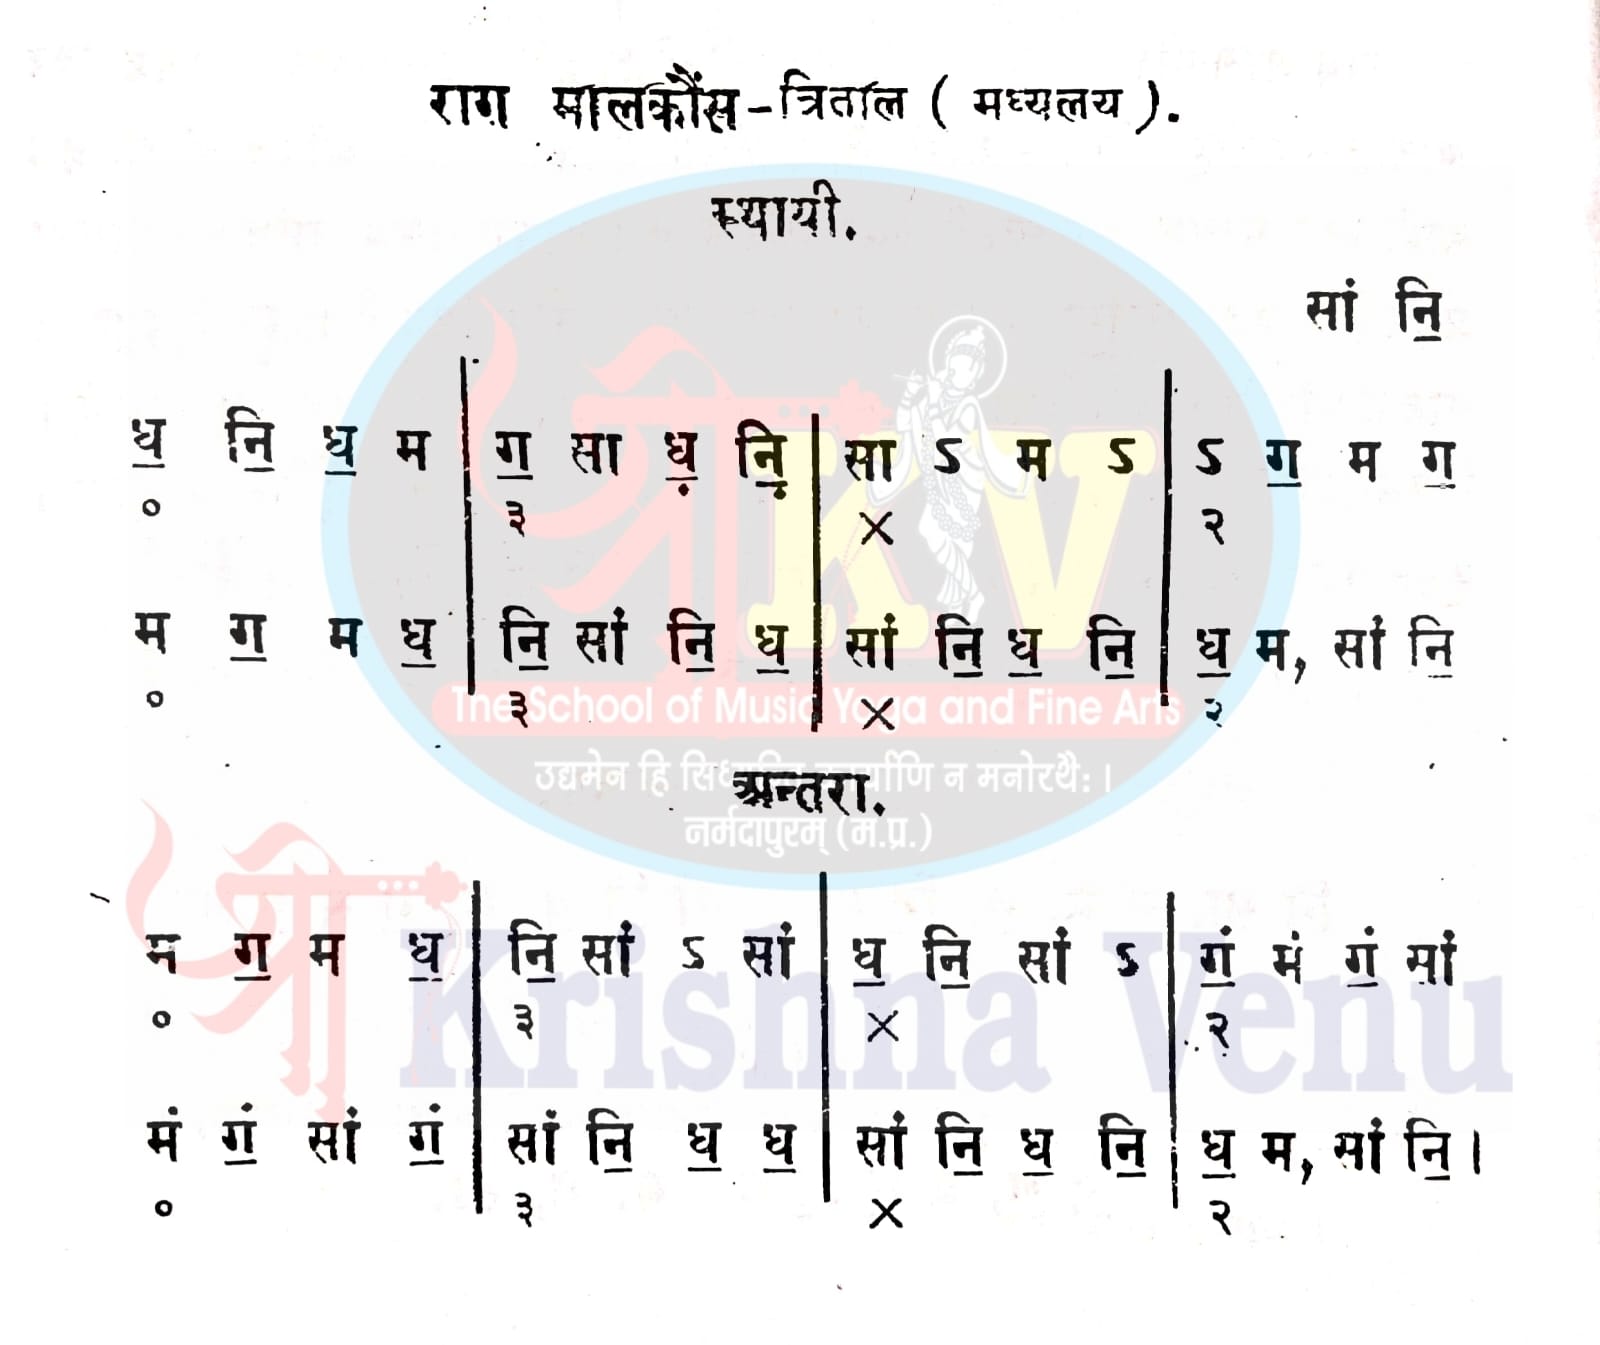 राग मालकौंस-त्रिताल ( मध्यलय ).
स्थायी.
सां नि॒
ध॒ नि॒ ध॒ म | ग॒ सा ध़॒ नि़॒ | सा ऽ म ऽ | ऽ ग॒ म ग॒
० ३ X २
म ग॒ म ध॒ | नि॒ सां नि॒ ध॒ | सां नि॒ ध॒ नि॒ | ध॒ म, सां नि॒
० ३ X २
The School of Music Yoga and Fine Arts
अन्तरा.
नर्मदापुरम् (म.प्र.)
म ग॒ म ध॒ | नि॒ सां ऽ सां | ध॒ नि॒ सां ऽ | गं॒ मं गं॒ सां
० ३ X २
श्री Krishna Venu
मं गं॒ सां गं॒ | सां नि॒ ध॒ ध॒ | सां नि॒ ध॒ नि॒ | ध॒ म, सां नि॒ ।
० ३ X २
श्री KV
उद्यमेन हि न मनोरथैः।